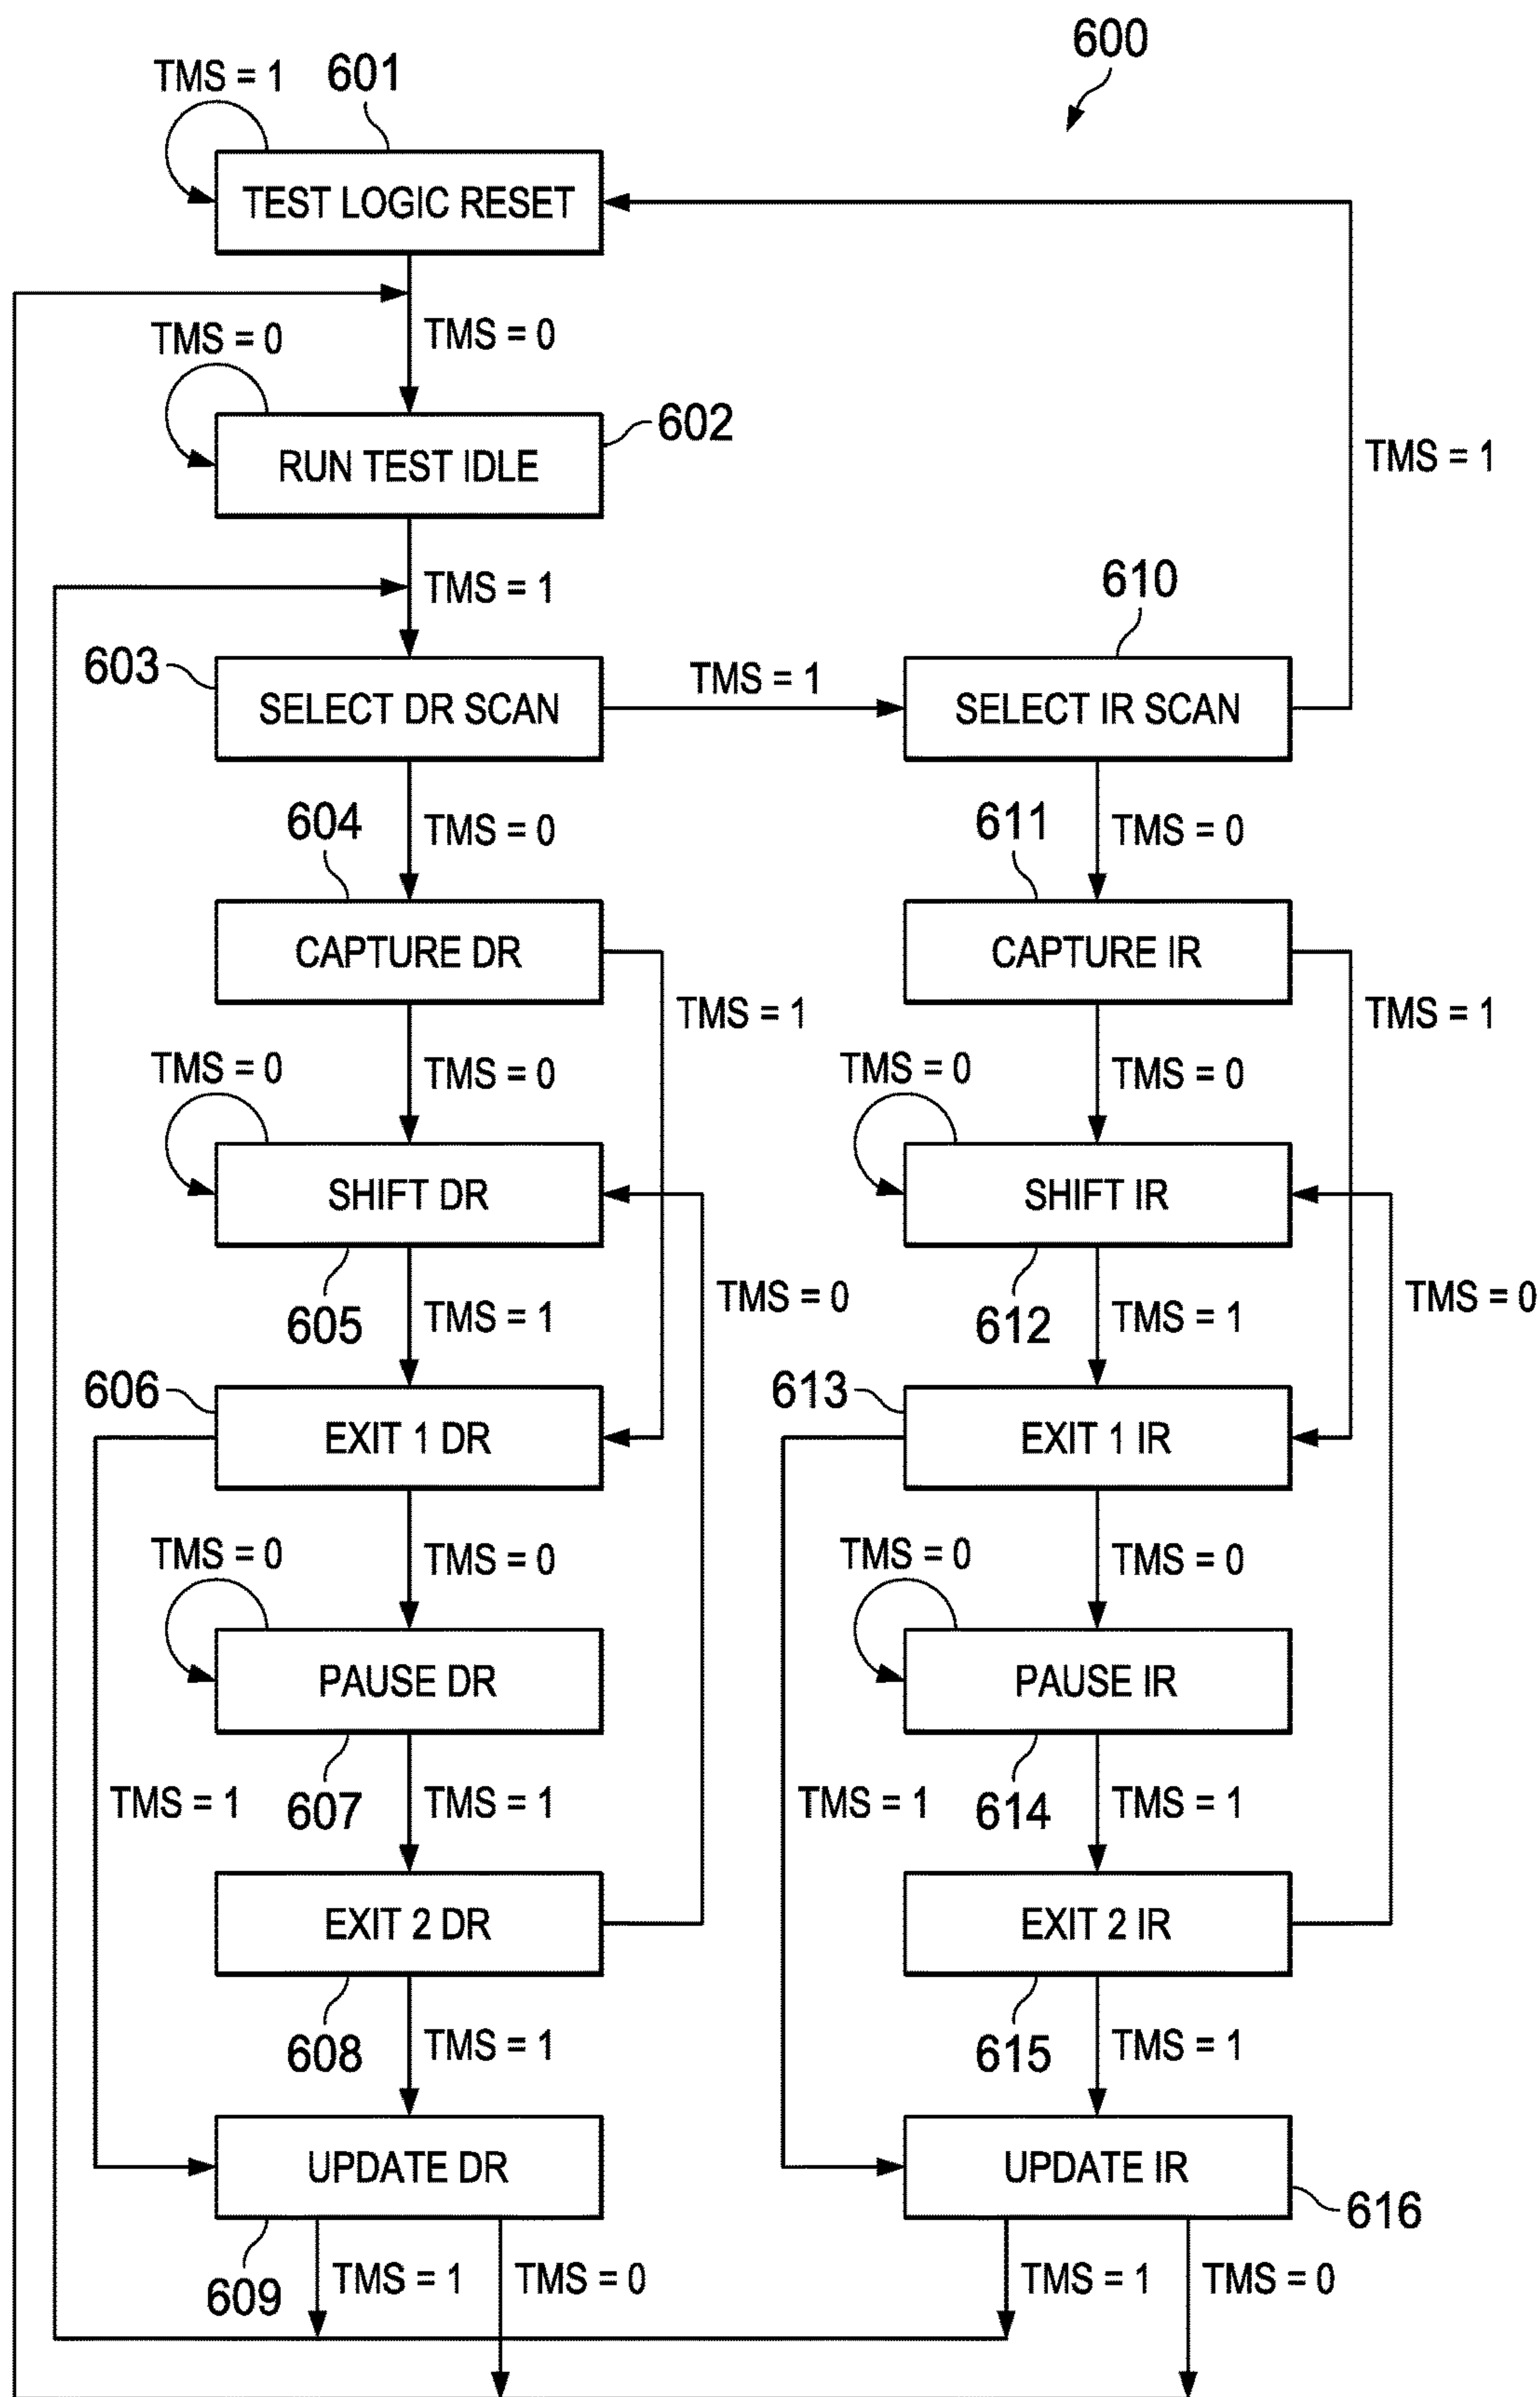 600
TMS = 1
601
TEST LOGIC RESET
TMS = 0
TMS = 0
602
RUN TEST IDLE
TMS = 1
TMS = 1
610
603
TMS = 1
SELECT DR SCAN
SELECT IR SCAN
604
TMS = 0
611
TMS = 0
CAPTURE DR
CAPTURE IR
TMS = 1
TMS = 1
TMS = 0
TMS = 0
TMS = 0
TMS = 0
SHIFT DR
SHIFT IR
605
TMS = 1
TMS = 0
612
TMS = 1
TMS = 0
606
613
EXIT 1 DR
EXIT 1 IR
TMS = 0
TMS = 0
TMS = 0
TMS = 0
PAUSE DR
PAUSE IR
TMS = 1
607
TMS = 1
TMS = 1
614
TMS = 1
EXIT 2 DR
EXIT 2 IR
608
TMS = 1
615
TMS = 1
UPDATE DR
UPDATE IR
616
609
TMS = 1
TMS = 0
TMS = 1
TMS = 0